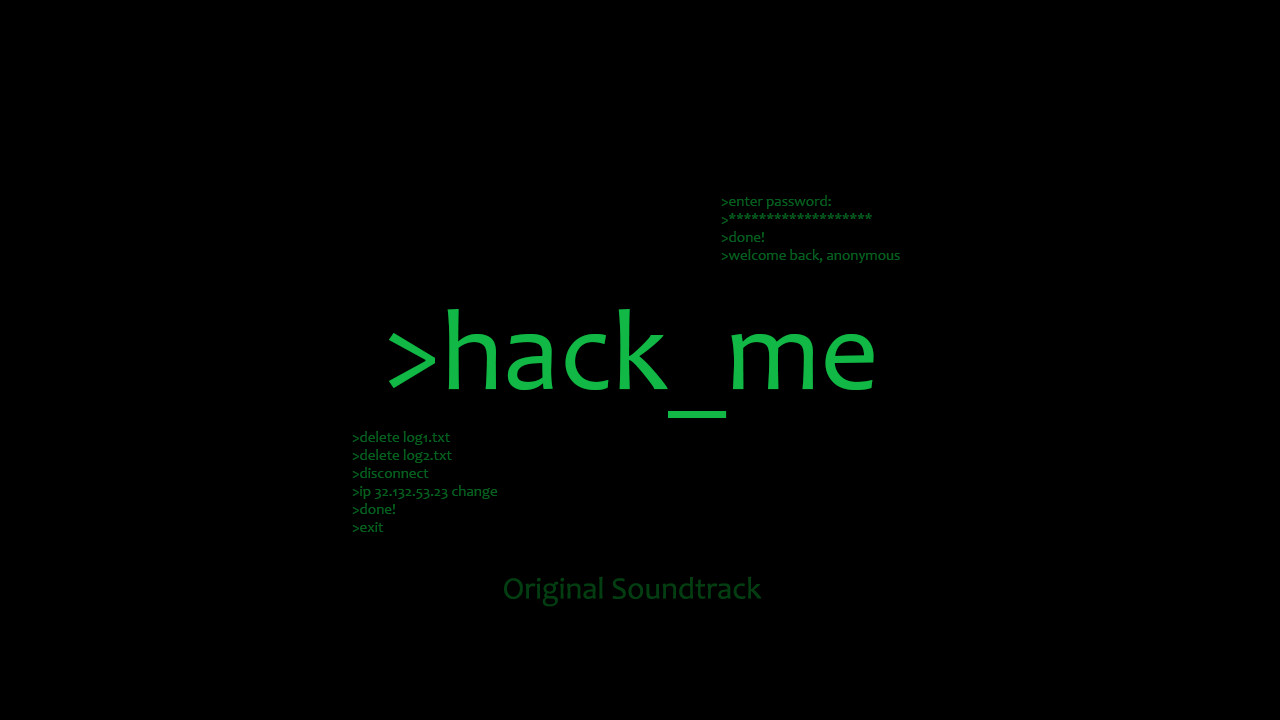 >enter password:
>*******************
>done!
>welcome back, anonymous
>hack_me
>delete log1.txt
>delete log2.txt
>disconnect
>ip 32.132.53.23 change
>done!
>exit
Original Soundtrack